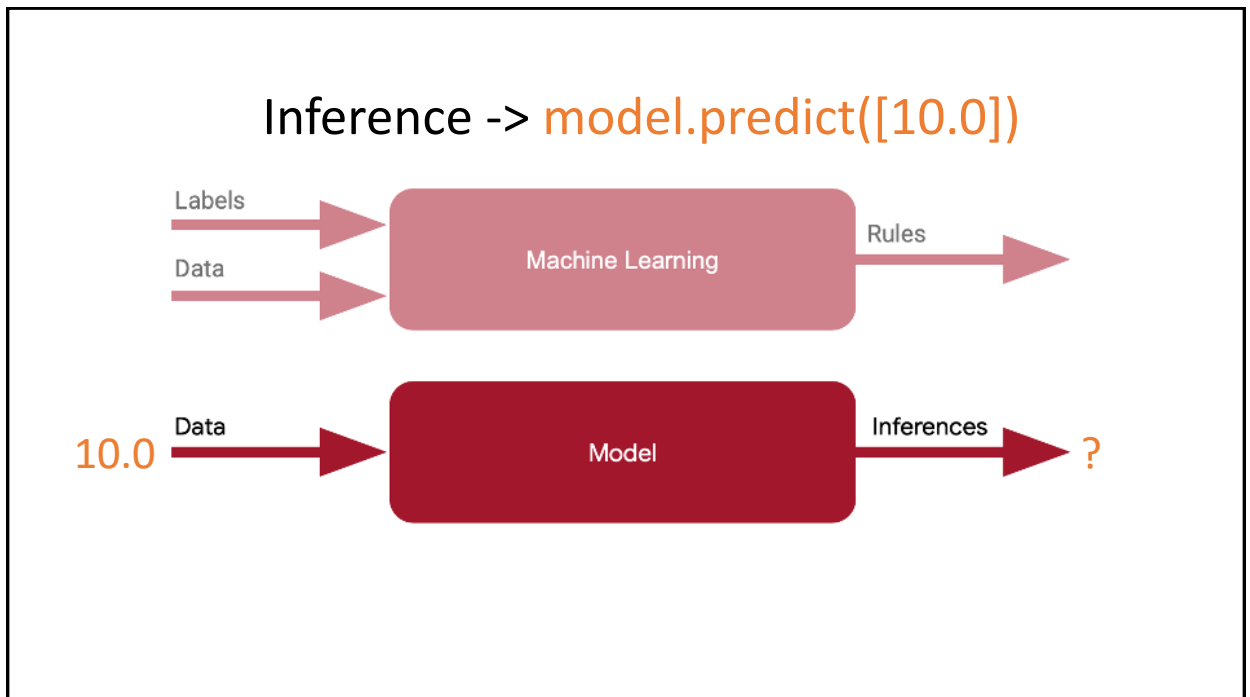 Inference -> model.predict([10.0])
Labels
Data
Machine Learning
Rules
10.0
Data
Model
Inferences
?